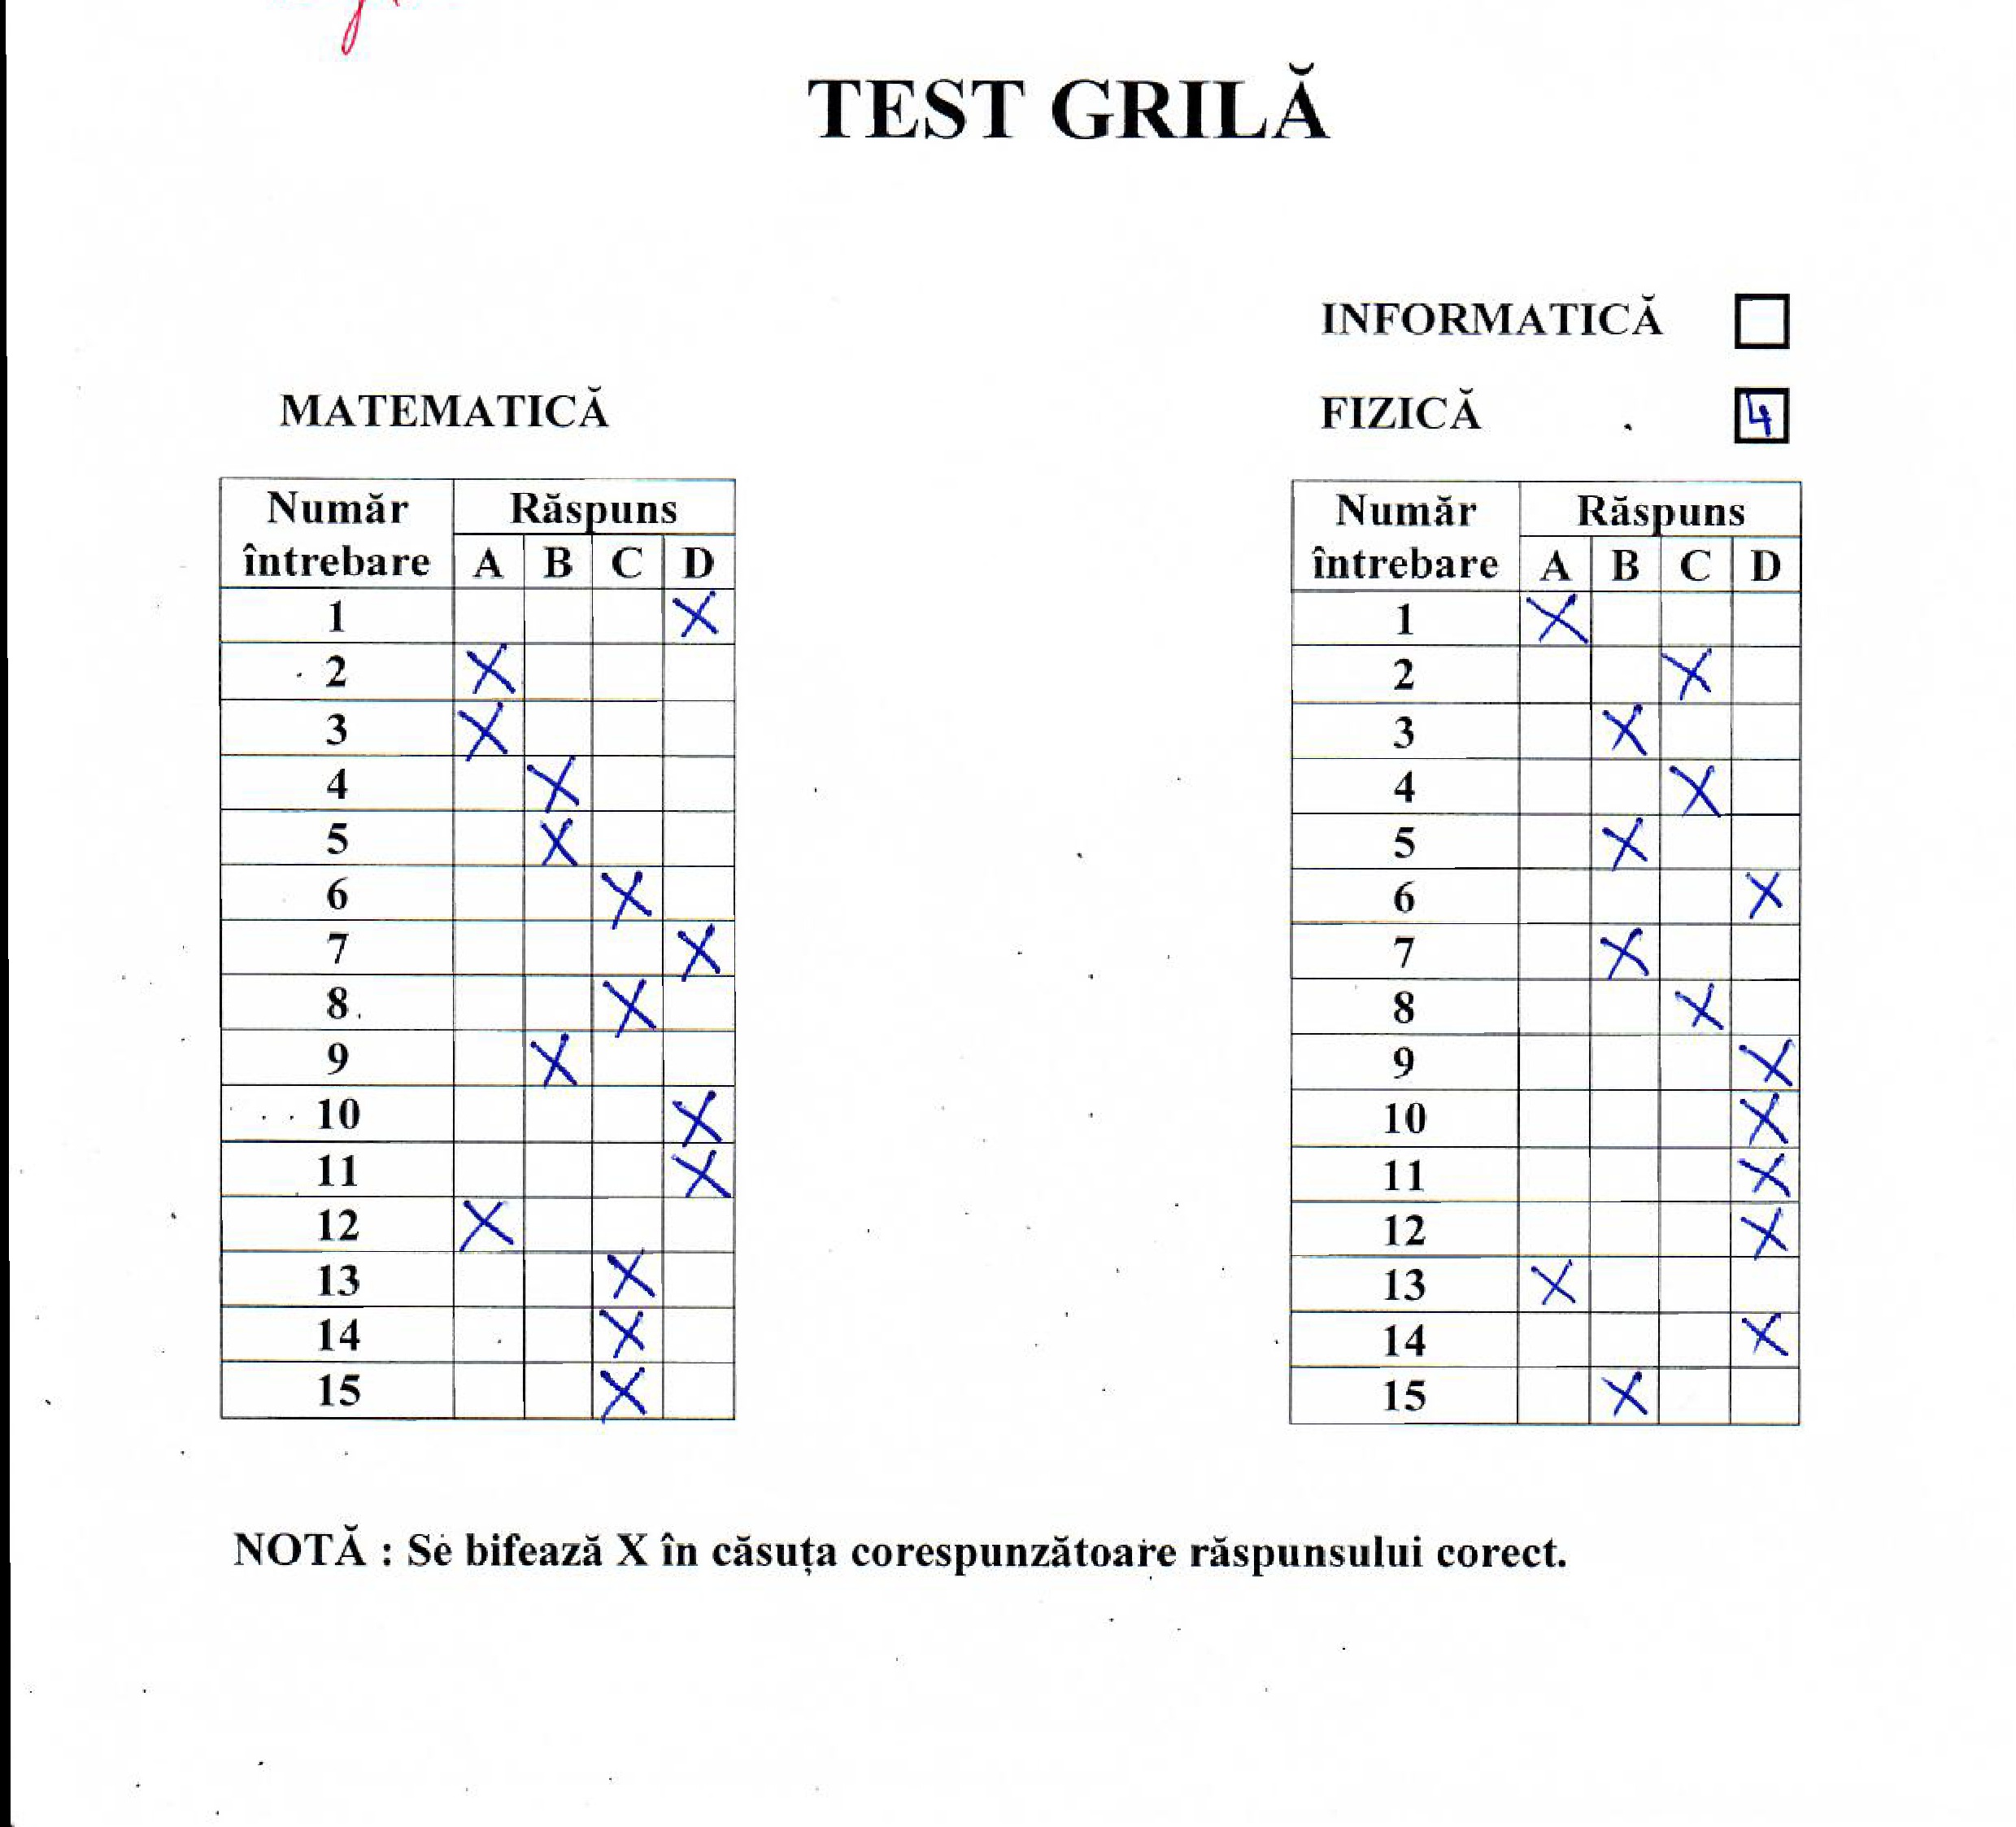 TEST GRILĂ
INFORMATICĂ
MATEMATICĂ
FIZICĂ 4
Număr întrebare Răspuns
A B C D
1 X
2 X
3 X
4 X
5 X
6 X
7 X
8 X
9 X
10 X
11 X
12 X
13 X
14 X
15 X
Număr întrebare Răspuns
A B C D
1 X
2 X
3 X
4 X
5 X
6 X
7 X
8 X
9 X
10 X
11 X
12 X
13 X
14 X
15 X
NOTĂ : Se bifează X în căsuța corespunzătoare răspunsului corect.